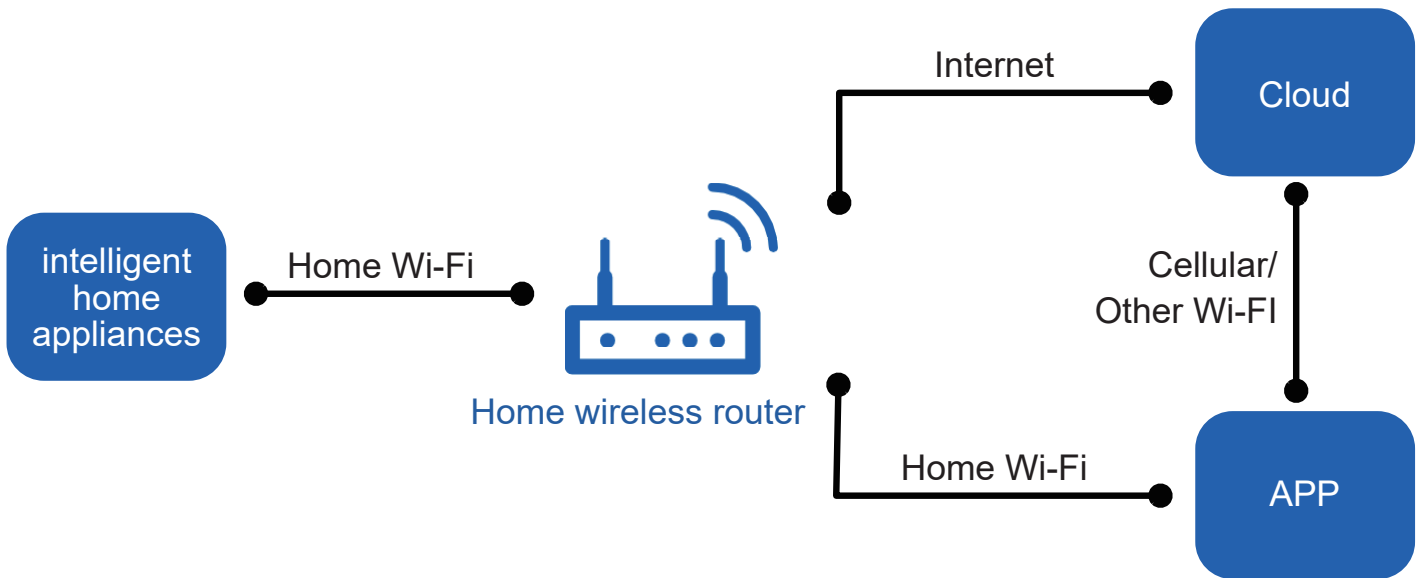 Internet
Cloud
intelligent
home
appliances
Home Wi-Fi
Cellular/
Other Wi-FI
Home wireless router
Home Wi-Fi
APP